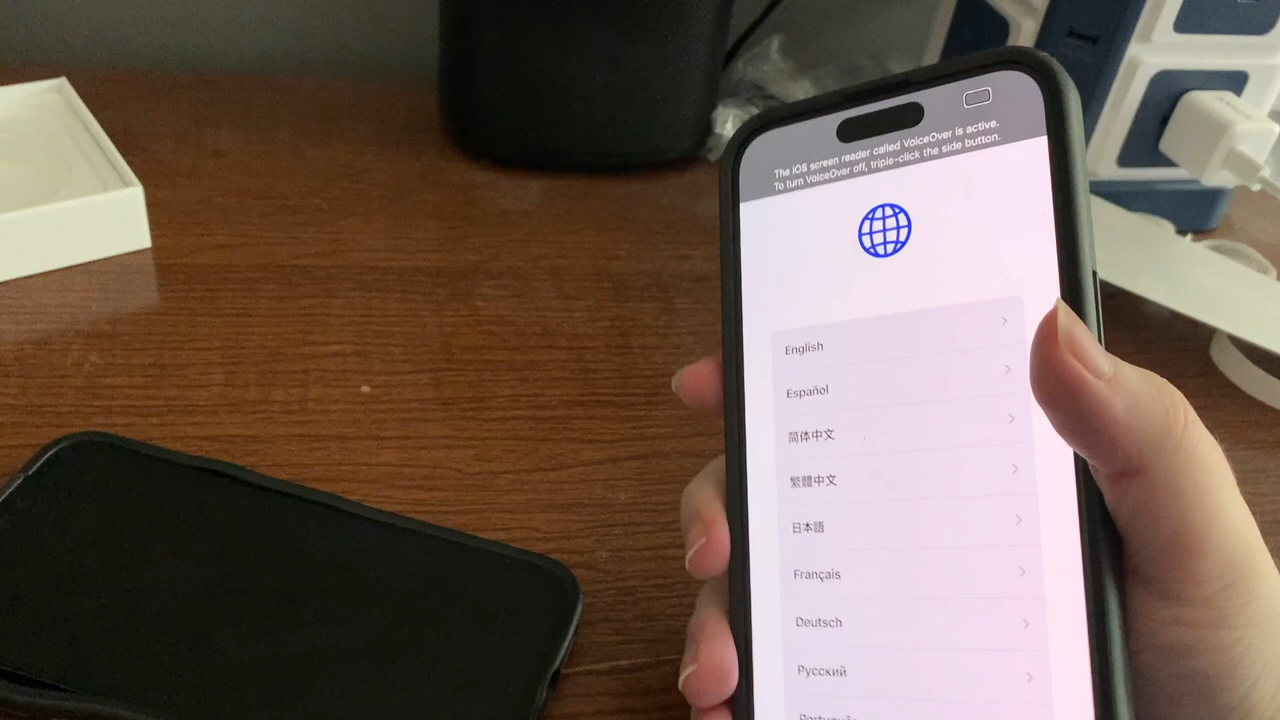 The iOS screen reader called VoiceOver is active.
To turn VoiceOver off, triple-click the side button.
English
Español
简体中文
繁體中文
日本語
Français
Deutsch
Русский
Português